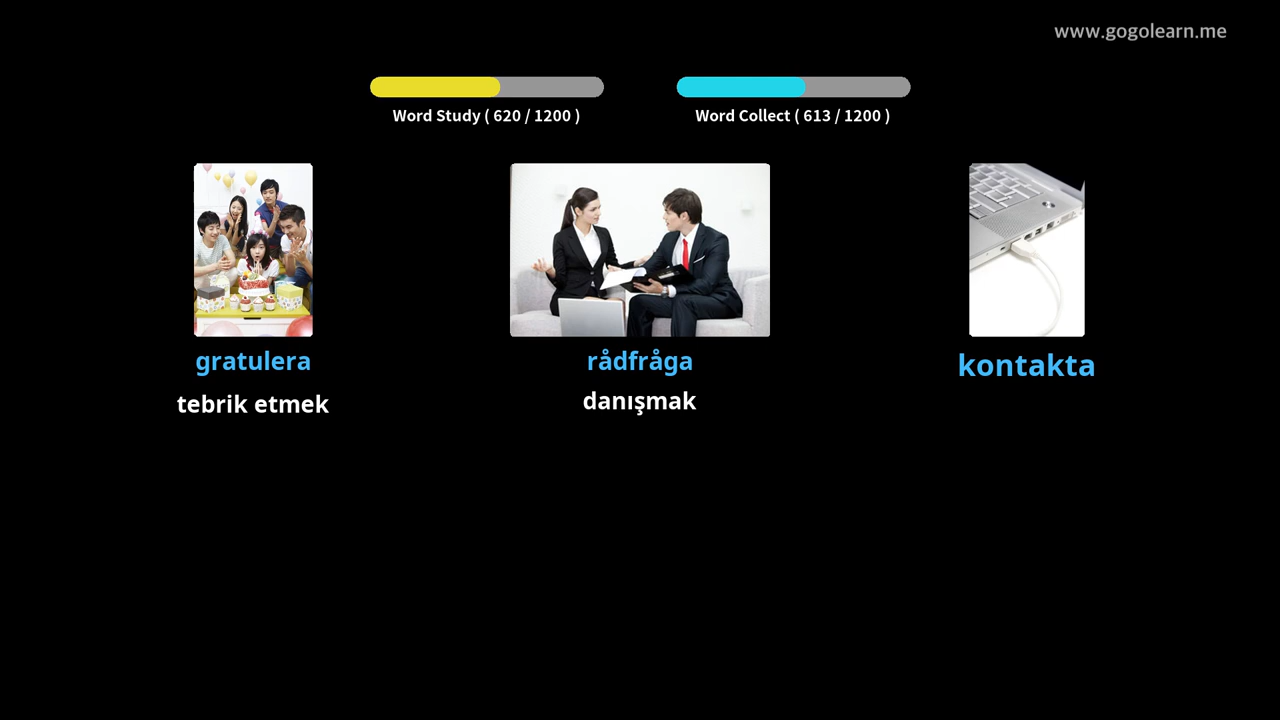 www.gogolearn.me
Word Study ( 620 / 1200 )
Word Collect ( 613 / 1200 )
gratulera
tebrik etmek
rådfråga
danışmak
kontakta